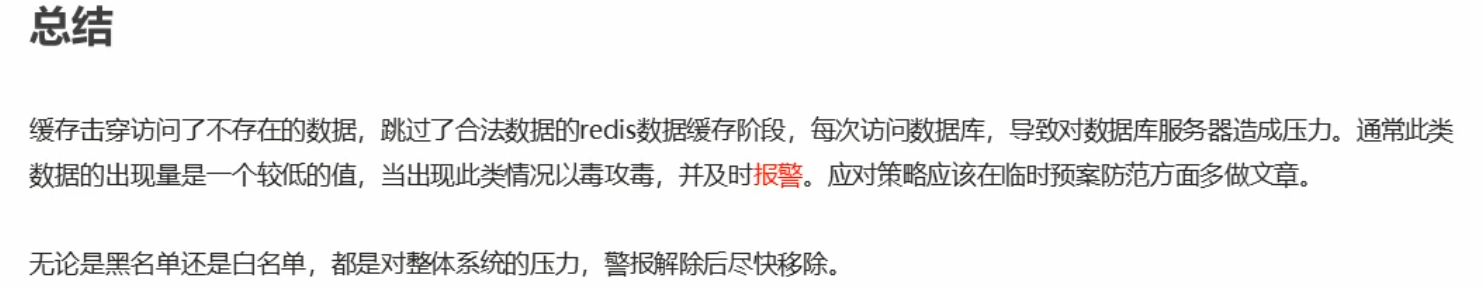 总结
缓存击穿访问了不存在的数据，跳过了合法数据的redis数据缓存阶段，每次访问数据库，导致对数据库服务器造成压力。通常此类
数据的出现量是一个较低的值，当出现此类情况以毒攻毒，并及时报警。应对策略应该在临时预案防范方面多做文章。
无论是黑名单还是白名单，都是对整体系统的压力，警报解除后尽快移除。